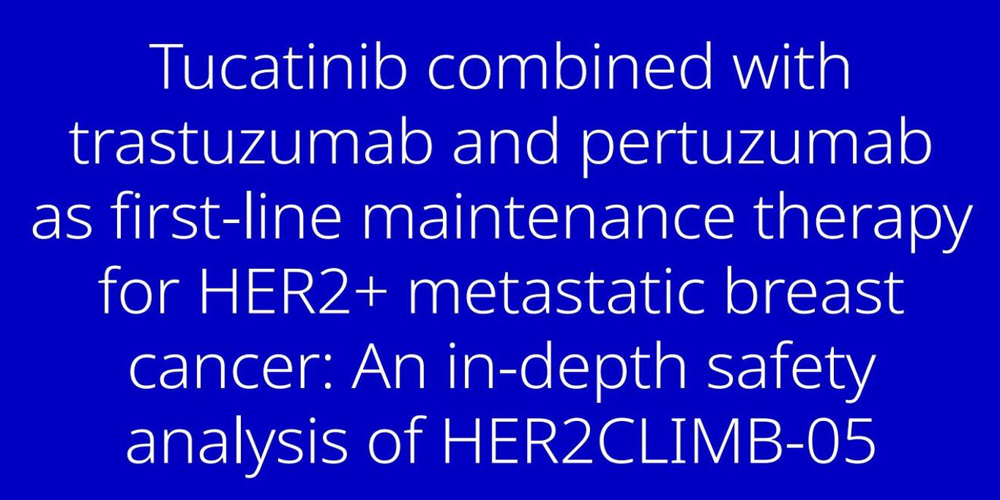 Tucatinib combined with
trastuzumab and pertuzumab
as first-line maintenance therapy
for HER2+ metastatic breast
cancer: An in-depth safety
analysis of HER2CLIMB-05